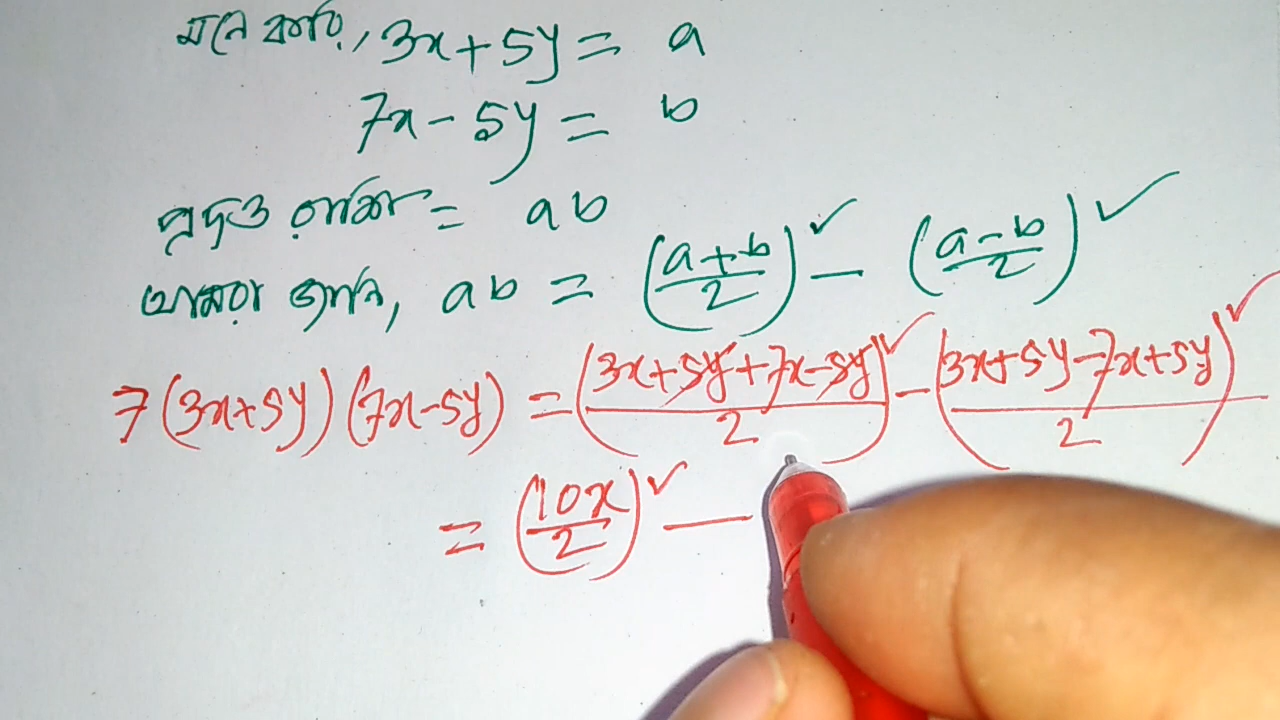 মনে করি, 3x + 5y = a
7x - 5y = b
প্রদত্ত রাশি = ab
আমরা জানি, ab = (a+b/2)² - (a-b/2)²
⇒ (3x+5y)(7x-5y) = (3x+5y+7x-5y/2)² - (3x+5y-7x+5y/2)²
= (10x/2)² -